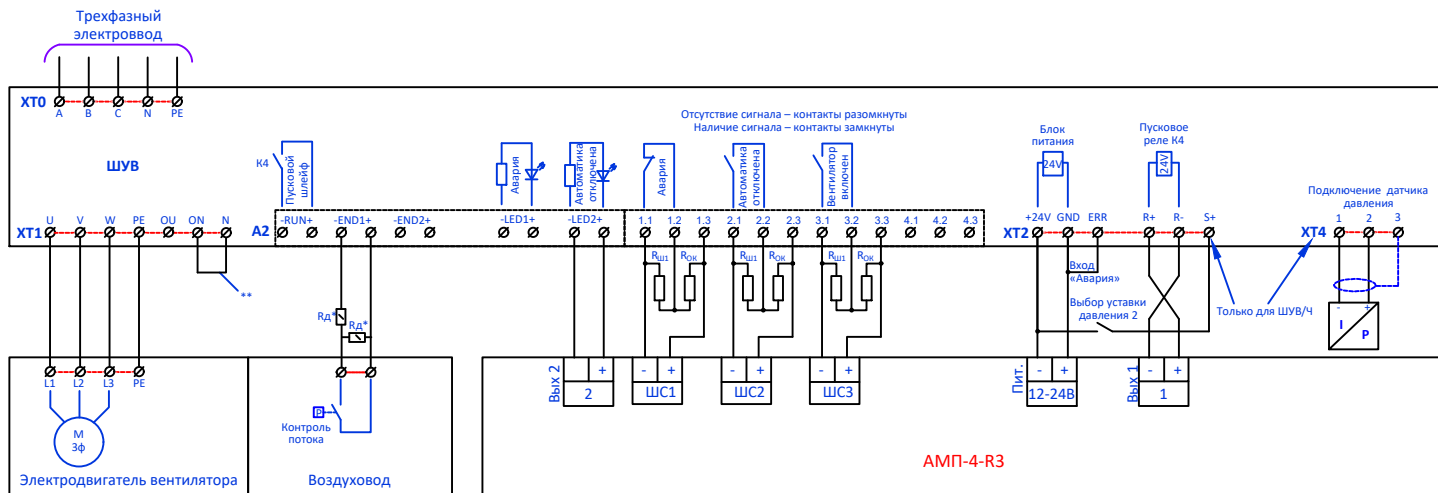 Трехфазный
электроввод
XT0
A B C N PE
ШУВ
К4
Пусковой
шлейф
Авария
Автоматика
отключена
Отсутствие сигнала – контакты разомкнуты
Наличие сигнала – контакты замкнуты
Авария
Автоматика
отключена
Вентилятор
включен
Блок
питания
24V
Пусковое
реле К4
24V
Подключение датчика
давления
XT1
U V W PE OU ON N
A2
-RUN+ -END1+ -END2+ -LED1+ -LED2+ 1.1 1.2 1.3 2.1 2.2 2.3 3.1 3.2 3.3 4.1 4.2 4.3
XT2
+24V GND ERR R+ R- S+
XT4
1 2 3
**
Rд*
Rд*
RШ1 RОК
RШ1 RОК
RШ1 RОК
Вход
«Авария»
Выбор уставки
давления 2
Только для ШУВ/Ч
- +
I
P
L1 L2 L3 PE
М
3ф
Электродвигатель вентилятора
P
Контроль
потока
Воздуховод
Вых 2
+
2
- +
ШС1
- +
ШС2
- +
ШС3
Пит.
- +
12-24В
Вых 1
- +
1
АМП-4-R3